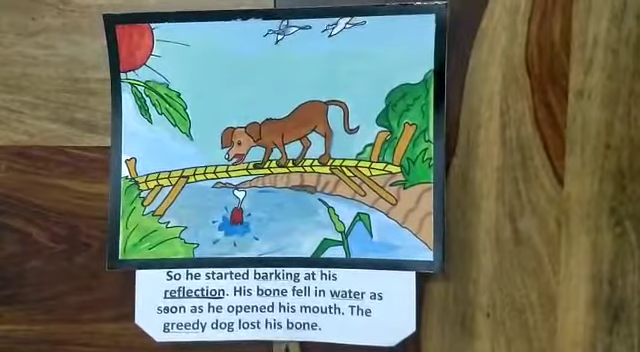 So he started barking at his
reflection. His bone fell in water as
soon as he opened his mouth. The
greedy dog lost his bone.